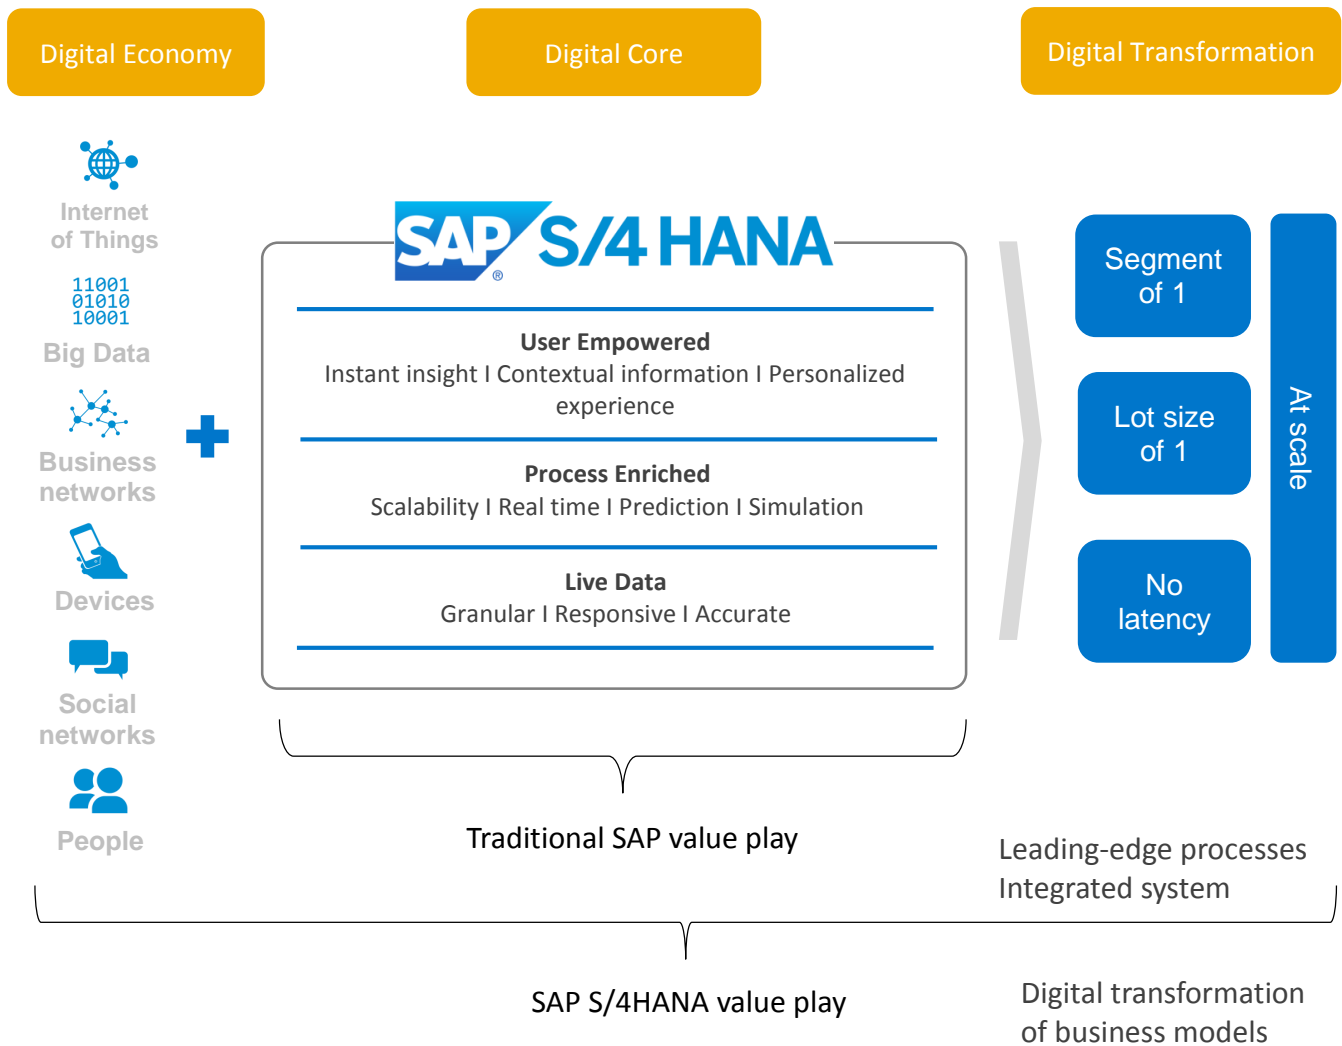 Digital Economy
Digital Core
Digital Transformation
Internet
of Things
11001
01010
10001
Big Data
Business
networks
Devices
Social
networks
People
SAP® S/4 HANA
User Empowered
Instant insight I Contextual information I Personalized
experience
Process Enriched
Scalability I Real time I Prediction I Simulation
Live Data
Granular I Responsive I Accurate
Segment
of 1
Lot size
of 1
No
latency
At scale
Traditional SAP value play
Leading-edge processes
Integrated system
SAP S/4HANA value play
Digital transformation
of business models